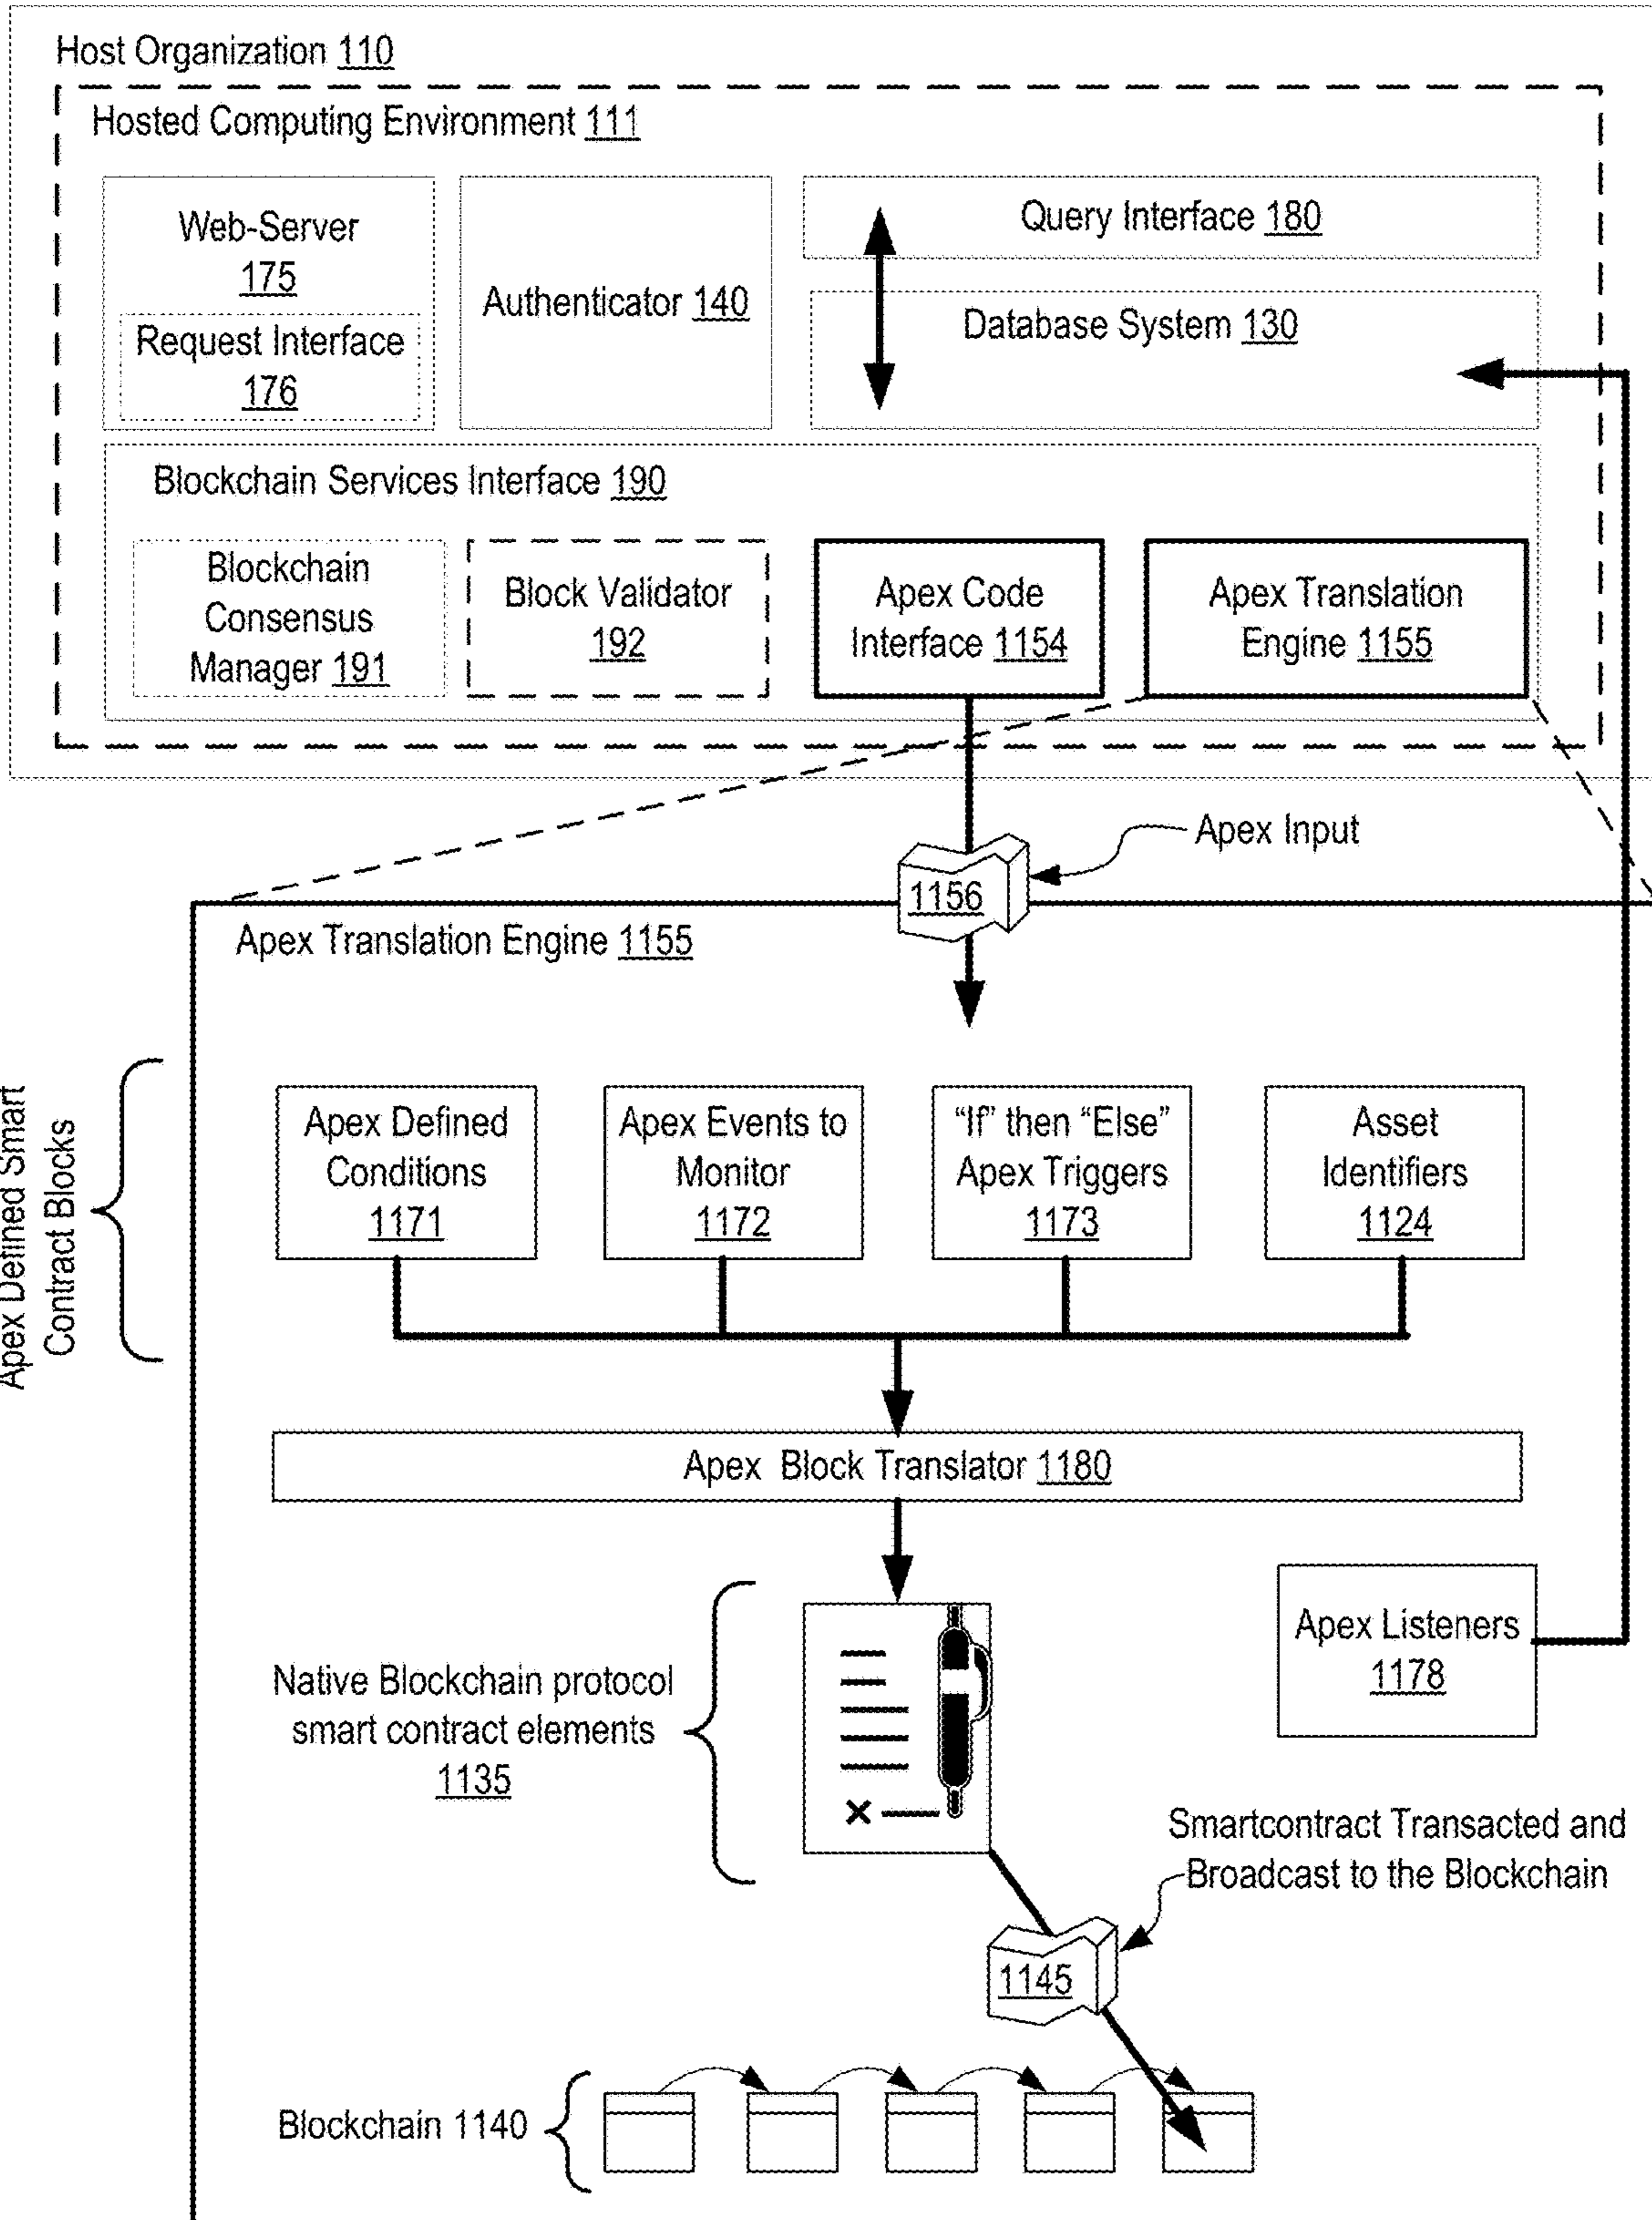 Host Organization 110
Hosted Computing Environment 111
Web-Server
175
Request Interface
176
Authenticator 140
Query Interface 180
Database System 130
Blockchain Services Interface 190
Blockchain
Consensus
Manager 191
Block Validator
192
Apex Code
Interface 1154
Apex Translation
Engine 1155
Apex Input
1156
Apex Translation Engine 1155
Apex Defined Smart
Contract Blocks
Apex Defined
Conditions
1171
Apex Events to
Monitor
1172
“If” then “Else”
Apex Triggers
1173
Asset
Identifiers
1124
Apex Block Translator 1180
Native Blockchain protocol
smart contract elements
1135
Apex Listeners
1178
Smartcontract Transacted and
Broadcast to the Blockchain
1145
Blockchain 1140